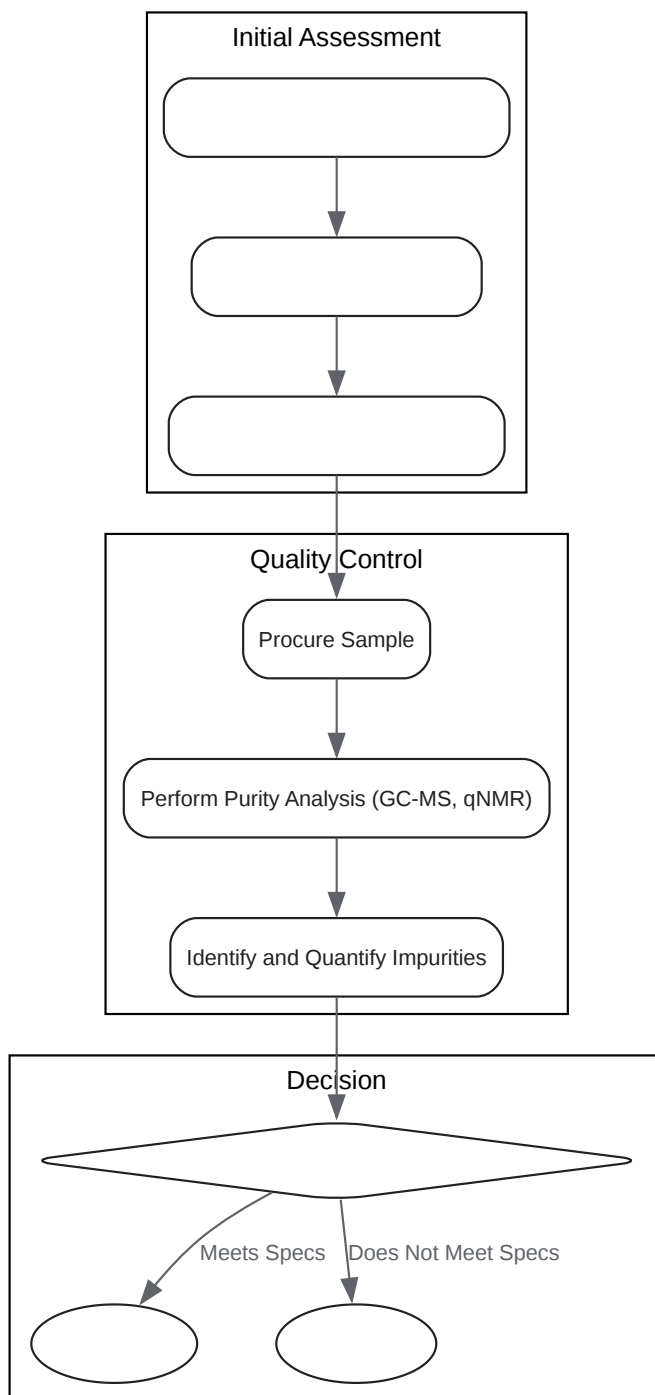 Initial Assessment
Quality Control
Procure Sample
Perform Purity Analysis (GC-MS, qNMR)
Identify and Quantify Impurities
Decision
Meets Specs
Does Not Meet Specs